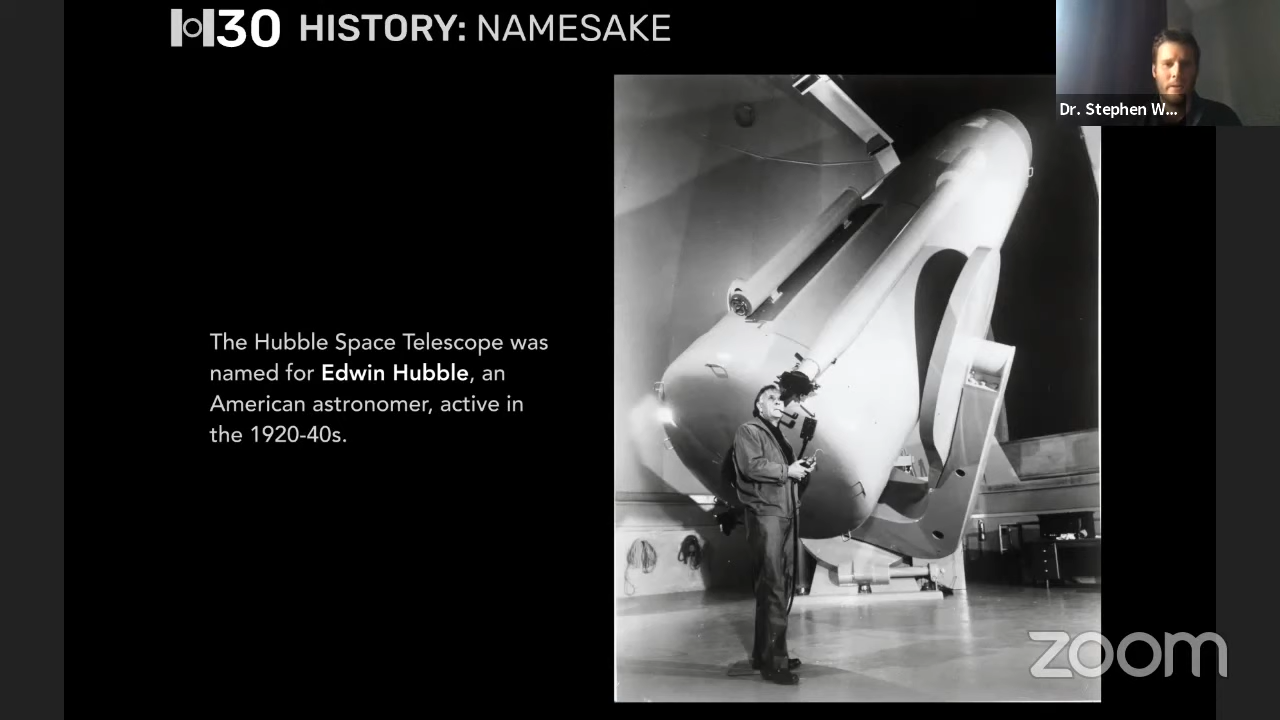 H30 HISTORY: NAMESAKE
Dr. Stephen W...
The Hubble Space Telescope was
named for Edwin Hubble, an
American astronomer, active in
the 1920-40s.
zoom